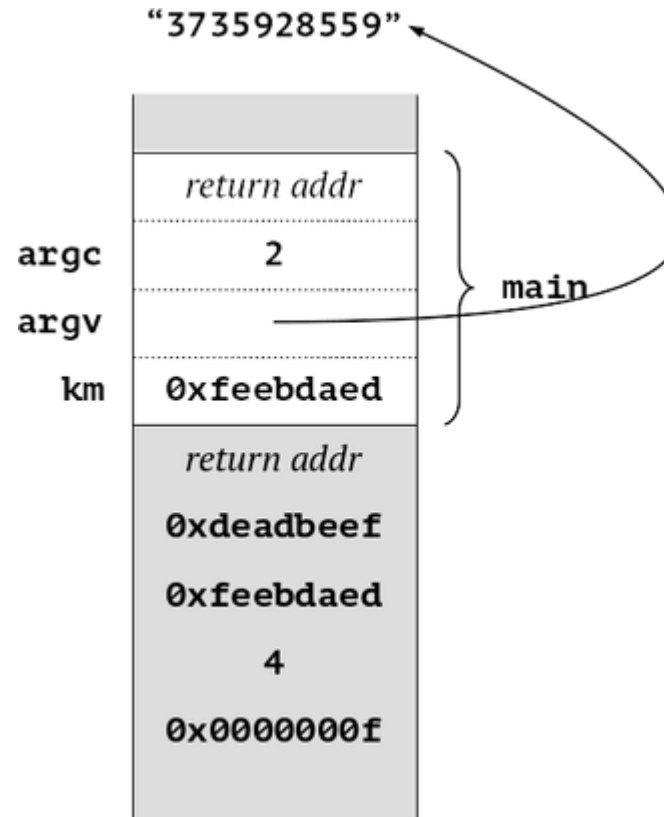 “3735928559”
return addr
argc 2
argv
main
km 0xfeebdaed
return addr
0xdeadbeef
0xfeebdaed
4
0x0000000f